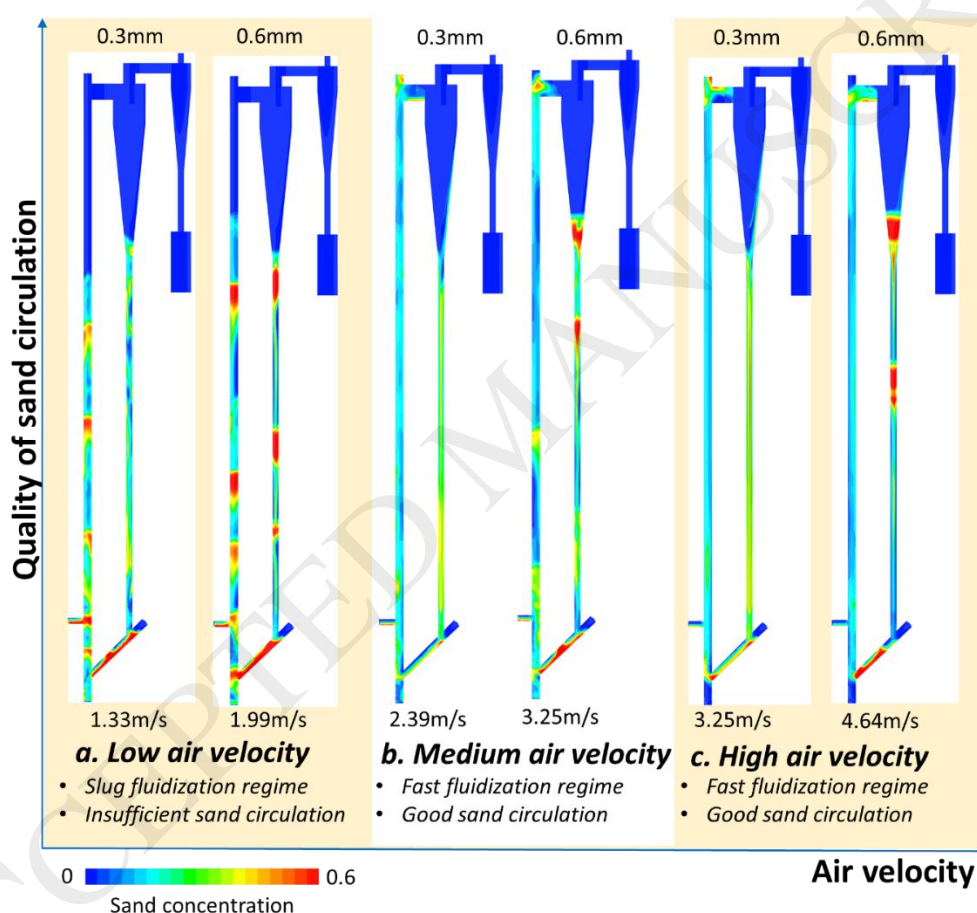 0.3mm 0.6mm 0.3mm 0.6mm 0.3mm 0.6mm
Quality of sand circulation
1.33m/s 1.99m/s 2.39m/s 3.25m/s 3.25m/s 4.64m/s
a. Low air velocity
• Slug fluidization regime
• Insufficient sand circulation
b. Medium air velocity
• Fast fluidization regime
• Good sand circulation
c. High air velocity
• Fast fluidization regime
• Good sand circulation
Air velocity
0 0.6
Sand concentration
CCEPTED MANUSCR